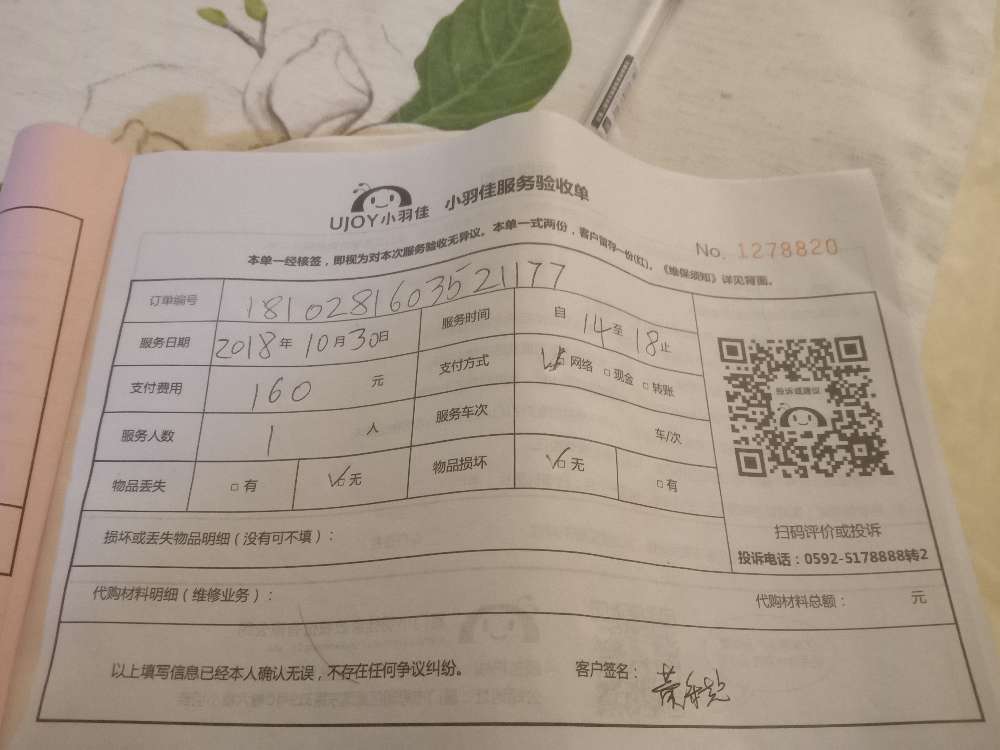 UJOY小羽佳 小羽佳服务验收单
No. 1278820
本单一经核签，即视为对本次服务验收无异议。本单一式两份，客户留存一份(红)。《维保须知》详见背面。
订单编号 1810281603521177
服务日期 2018年10月30日 服务时间 自14至18止
支付费用 160元 支付方式 ☑网络 □现金 □转账
服务人数 1人 服务车次 车/次
物品丢失 □有 ☑无 物品损坏 ☑无 □有
投诉或建议
扫码评价或投诉
投诉电话：0592-5178888转2
损坏或丢失物品明细（没有可不填）：
代购材料明细（维修业务）： 代购材料总额： 元
以上填写信息已经本人确认无误，不存在任何争议纠纷。 客户签名：